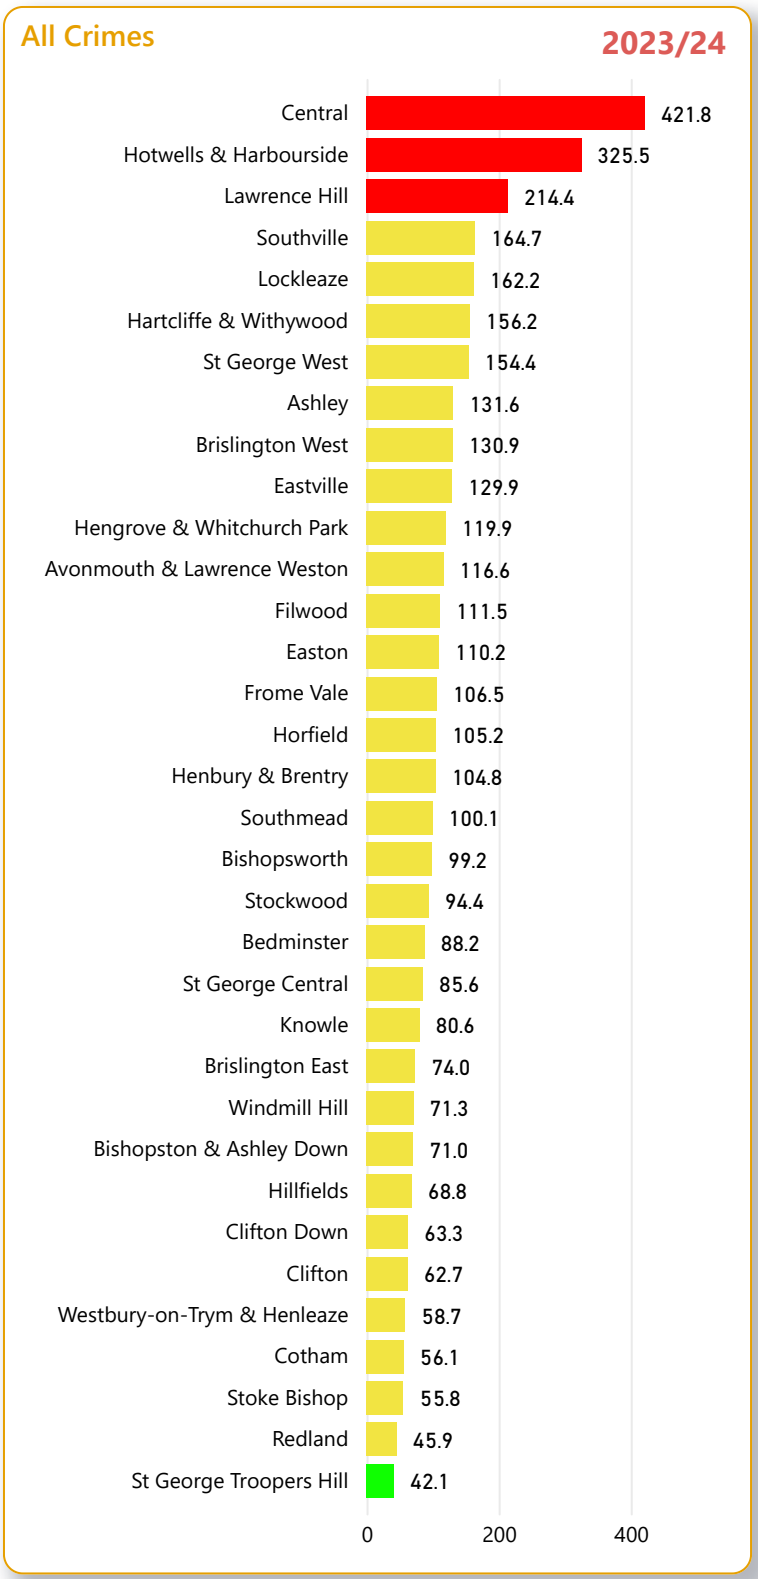 All Crimes 2023/24
Central 421.8
Hotwells & Harbourside 325.5
Lawrence Hill 214.4
Southville 164.7
Lockleaze 162.2
Hartcliffe & Withywood 156.2
St George West 154.4
Ashley 131.6
Brislington West 130.9
Eastville 129.9
Hengrove & Whitchurch Park 119.9
Avonmouth & Lawrence Weston 116.6
Filwood 111.5
Easton 110.2
Frome Vale 106.5
Horfield 105.2
Henbury & Brentry 104.8
Southmead 100.1
Bishopsworth 99.2
Stockwood 94.4
Bedminster 88.2
St George Central 85.6
Knowle 80.6
Brislington East 74.0
Windmill Hill 71.3
Bishopston & Ashley Down 71.0
Hillfields 68.8
Clifton Down 63.3
Clifton 62.7
Westbury-on-Trym & Henleaze 58.7
Cotham 56.1
Stoke Bishop 55.8
Redland 45.9
St George Troopers Hill 42.1
0 200 400